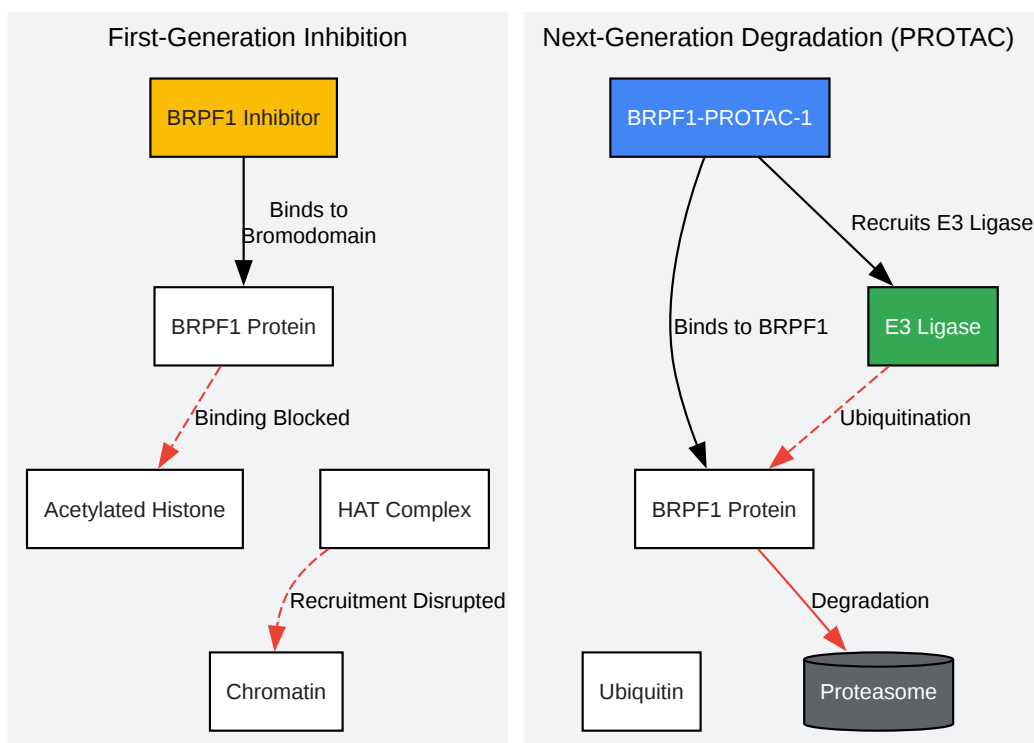 First-Generation Inhibition
BRPF1 Inhibitor
Binds to
Bromodomain
BRPF1 Protein
Binding Blocked
Acetylated Histone
HAT Complex
Recruitment Disrupted
Chromatin
Next-Generation Degradation (PROTAC)
BRPF1-PROTAC-1
Recruits E3 Ligase
E3 Ligase
Binds to BRPF1
Ubiquitination
BRPF1 Protein
Degradation
Ubiquitin
Proteasome